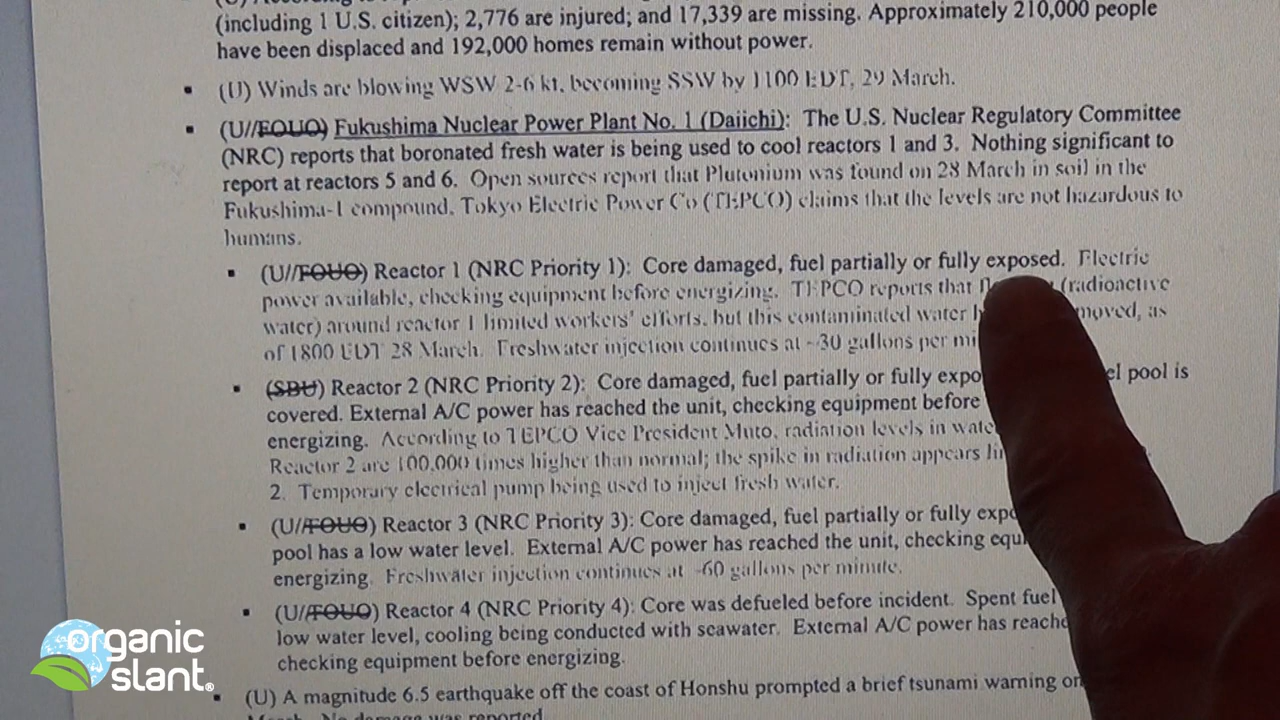 (including 1 U.S. citizen); 2,776 are injured; and 17,339 are missing. Approximately 210,000 people
have been displaced and 192,000 homes remain without power.
▪ (U) Winds are blowing WSW 2-6 kt, becoming SSW by 1100 EDT, 29 March.
▪ (U//FOUO) Fukushima Nuclear Power Plant No. 1 (Daiichi): The U.S. Nuclear Regulatory Committee
(NRC) reports that boronated fresh water is being used to cool reactors 1 and 3. Nothing significant to
report at reactors 5 and 6. Open sources report that Plutonium was found on 28 March in soil in the
Fukushima-1 compound. Tokyo Electric Power Co (TEPCO) claims that the levels are not hazardous to
humans.
▪ (U//FOUO) Reactor 1 (NRC Priority 1): Core damaged, fuel partially or fully exposed. Electric
power available, checking equipment before energizing. TEPCO reports that (radioactive
water) around reactor 1 limited workers' efforts, but this contaminated water moved, as
of 1800 EDT 28 March. Freshwater injection continues at ~30 gallons per mi
▪ (SBU) Reactor 2 (NRC Priority 2): Core damaged, fuel partially or fully expo el pool is
covered. External A/C power has reached the unit, checking equipment before
energizing. According to TEPCO Vice President Muto, radiation levels in wate
Reactor 2 are 100,000 times higher than normal; the spike in radiation appears li
2. Temporary electrical pump being used to inject fresh water.
▪ (U//FOUO) Reactor 3 (NRC Priority 3): Core damaged, fuel partially or fully expo
pool has a low water level. External A/C power has reached the unit, checking equi
energizing. Freshwater injection continues at ~60 gallons per minute.
▪ (U//FOUO) Reactor 4 (NRC Priority 4): Core was defueled before incident. Spent fuel
low water level, cooling being conducted with seawater. External A/C power has reache
checking equipment before energizing.
▪ (U) A magnitude 6.5 earthquake off the coast of Honshu prompted a brief tsunami warning on
March. No damage was reported.
organic
slant®